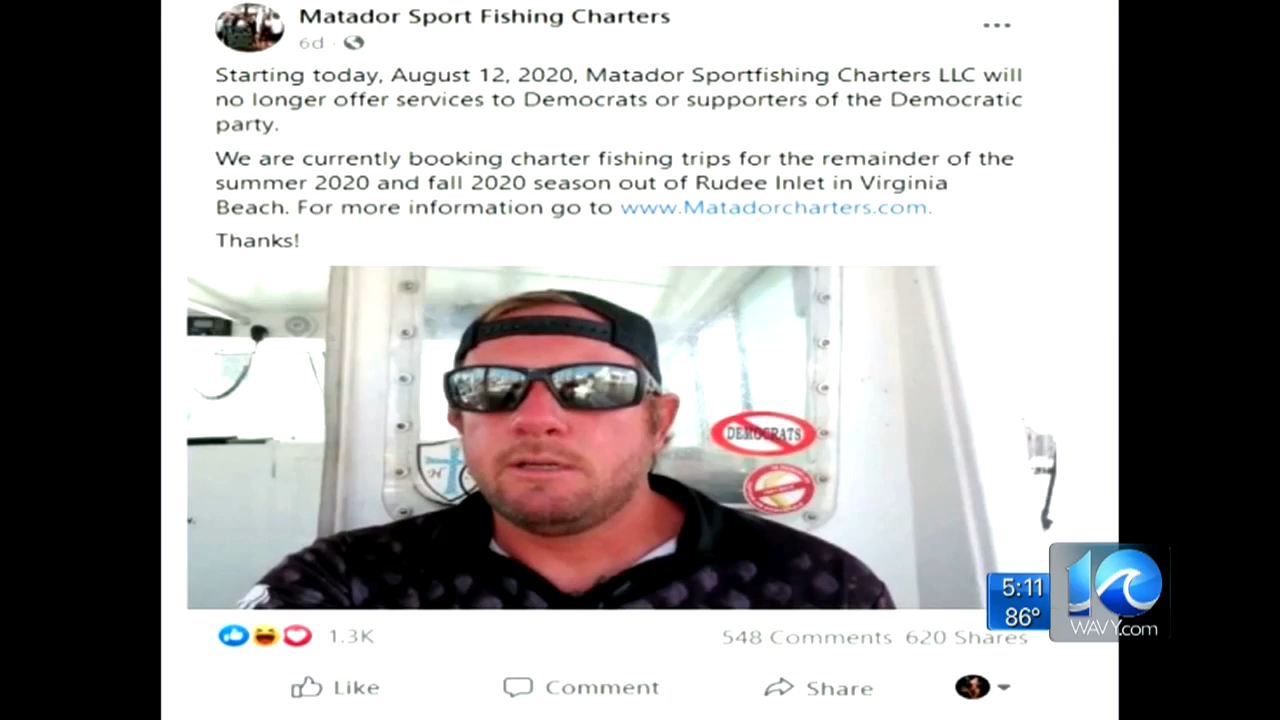 Matador Sport Fishing Charters
6d
Starting today, August 12, 2020, Matador Sportfishing Charters LLC will
no longer offer services to Democrats or supporters of the Democratic
party.
We are currently booking charter fishing trips for the remainder of the
summer 2020 and fall 2020 season out of Rudee Inlet in Virginia
Beach. For more information go to www.Matadorcharters.com.
Thanks!
DEMOCRATS
H
5:11
86°
10
WAVY.com
1.3K
548 Comments 620 Shares
Like Comment Share